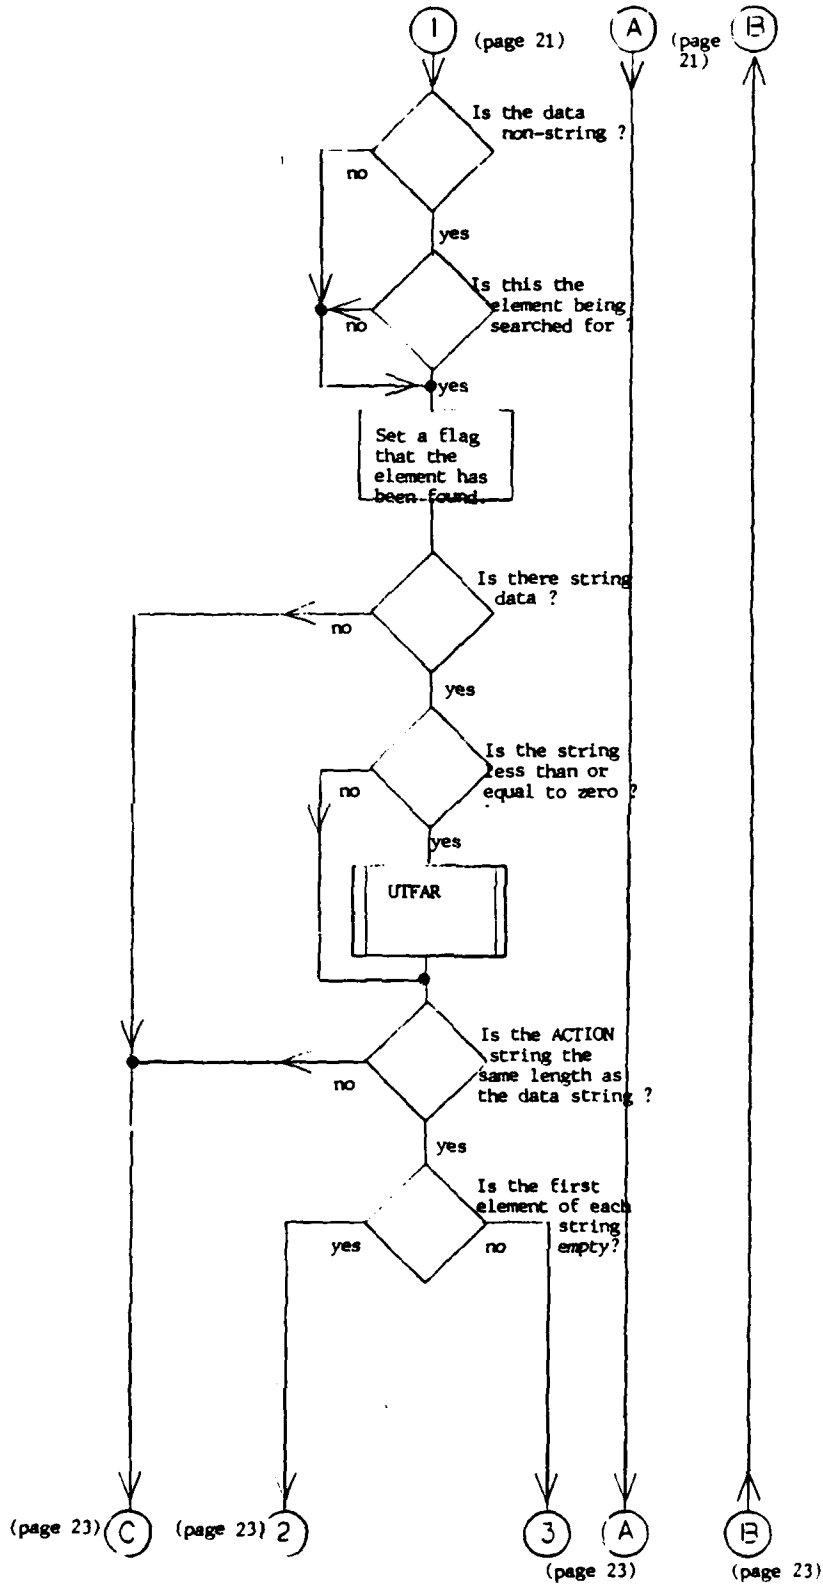 1 (page 21) A (page 21) B
Is the data
non-string ?
no
yes
Is this the
element being
searched for ?
no
yes
Set a flag
that the
element has
been found.
Is there string
data ?
no
yes
Is the string
less than or
equal to zero ?
no
yes
UTFAR
Is the ACTION
string the
same length as
the data string ?
no
yes
Is the first
element of each
string
empty?
yes
no
(page 23) C (page 23) 2 3 A B
(page 23) (page 23)